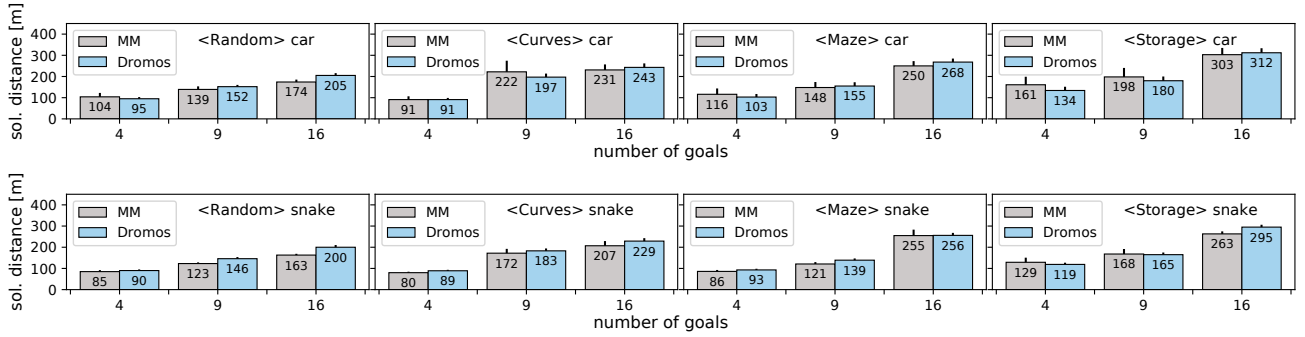 sol. distance [m]
400
300
200
100
0
MM
Dromos
<Random> car
104 95 139 152 174 205
4 9 16
MM
Dromos
<Curves> car
91 91 222 197 231 243
4 9 16
MM
Dromos
<Maze> car
116 103 148 155 250 268
4 9 16
MM
Dromos
<Storage> car
161 134 198 180 303 312
4 9 16
number of goals
sol. distance [m]
400
300
200
100
0
MM
Dromos
<Random> snake
85 90 123 146 163 200
4 9 16
MM
Dromos
<Curves> snake
80 89 172 183 207 229
4 9 16
MM
Dromos
<Maze> snake
86 93 121 139 255 256
4 9 16
MM
Dromos
<Storage> snake
129 119 168 165 263 295
4 9 16
number of goals